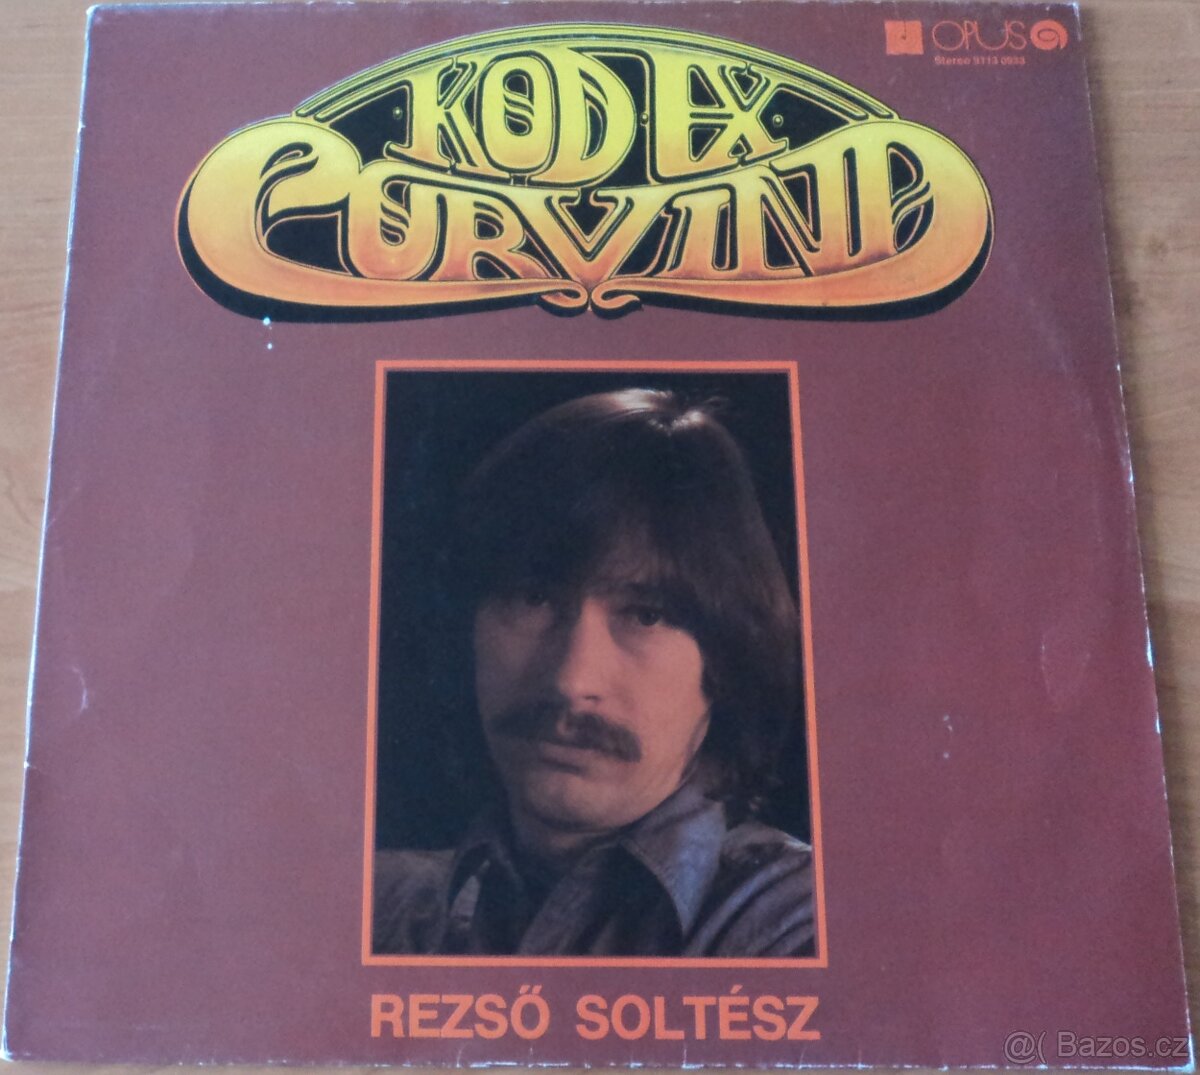 KODEX
CORVINA
OPUS
Stereo 9113 0933
REZSŐ SOLTÉSZ
@( Bazos.cz